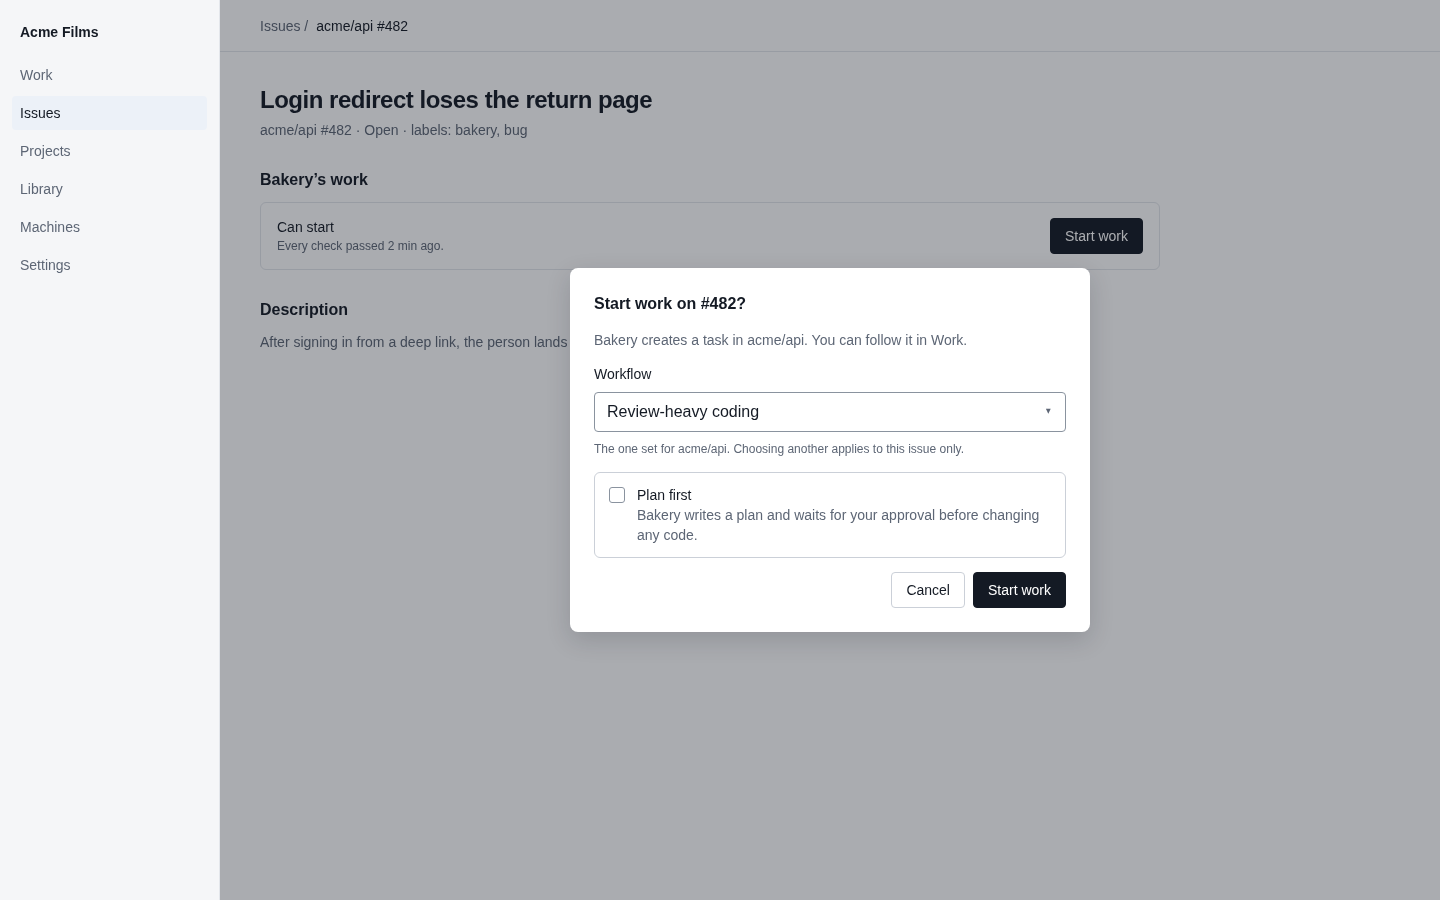 Acme Films
Work
Issues
Projects
Library
Machines
Settings
Issues / acme/api #482
Login redirect loses the return page
acme/api #482 · Open · labels: bakery, bug
Bakery’s work
Can start
Every check passed 2 min ago.
Start work
Description
After signing in from a deep link, the person lands
Start work on #482?
Bakery creates a task in acme/api. You can follow it in Work.
Workflow
Review-heavy coding
The one set for acme/api. Choosing another applies to this issue only.
Plan first
Bakery writes a plan and waits for your approval before changing
any code.
Cancel
Start work